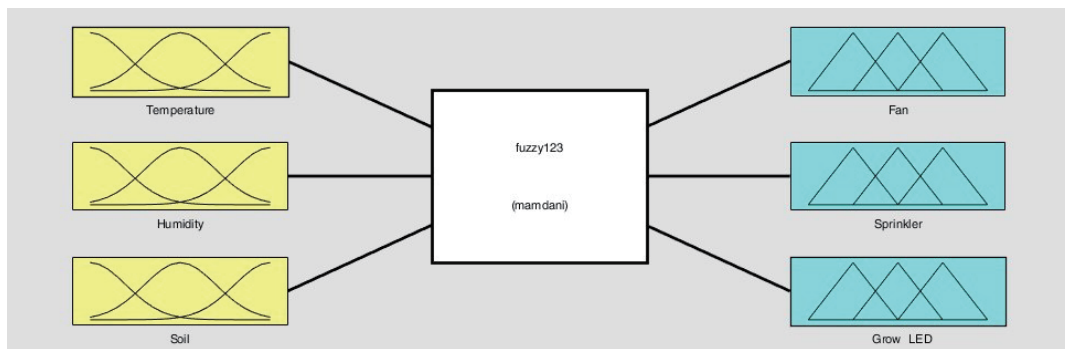 Temperature
Humidity
Soil
fuzzy123
(mamdani)
Fan
Sprinkler
Grow LED